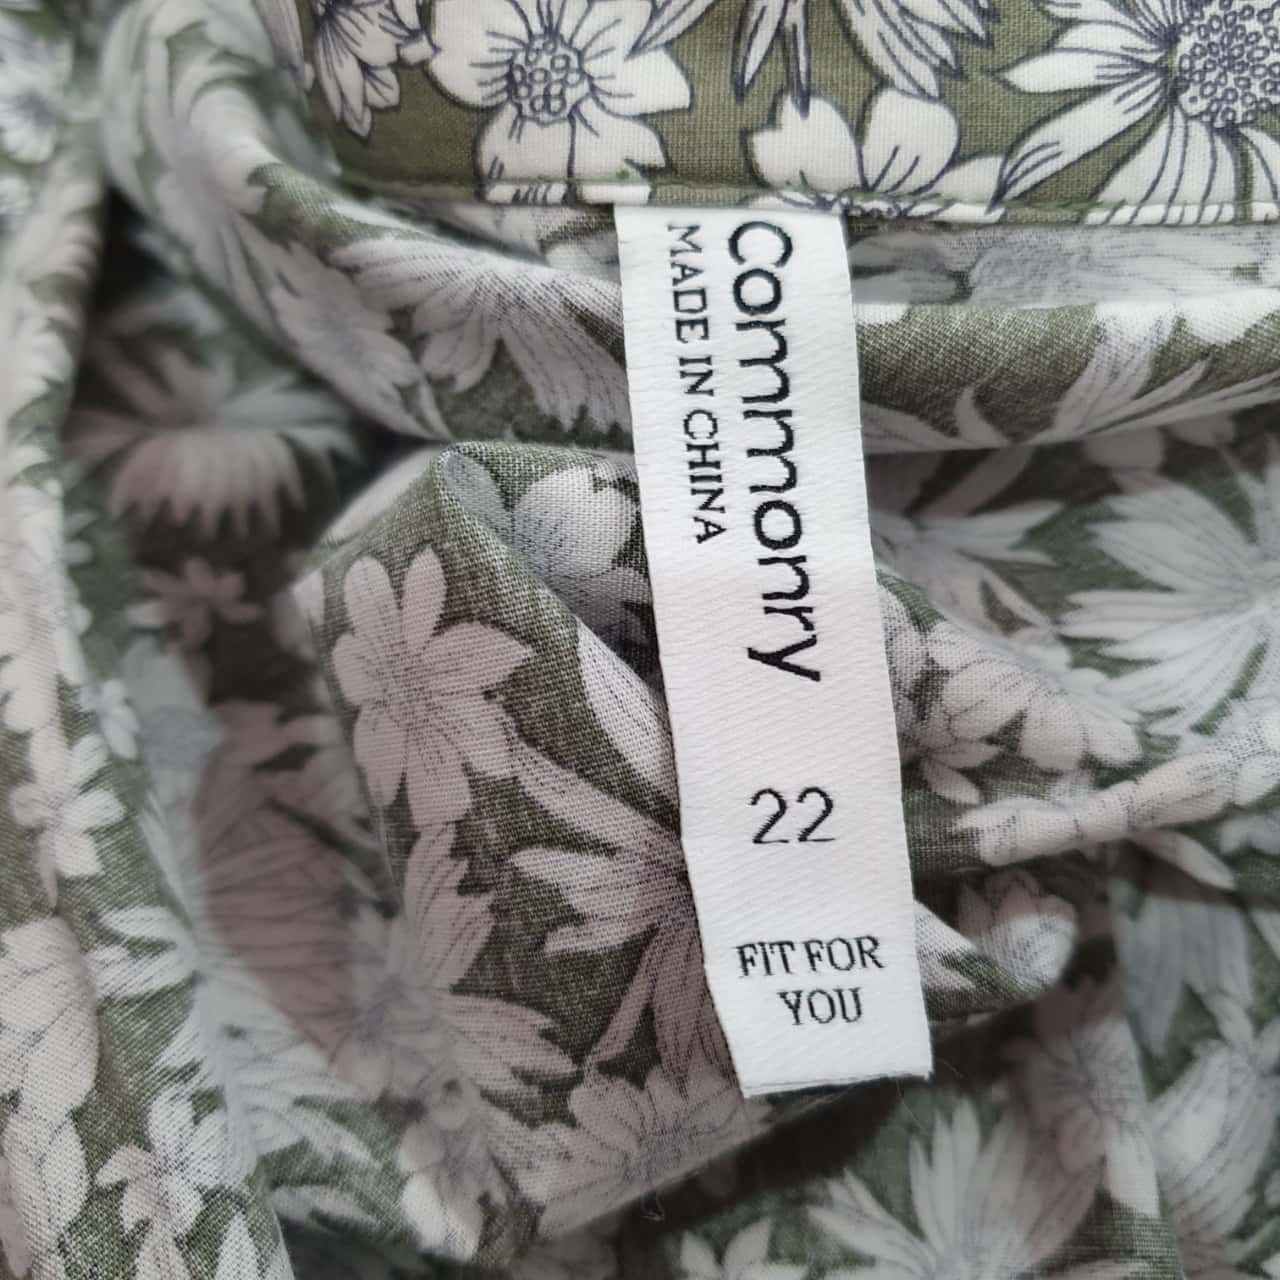 Commonry
MADE IN CHINA
22
FIT FOR
YOU